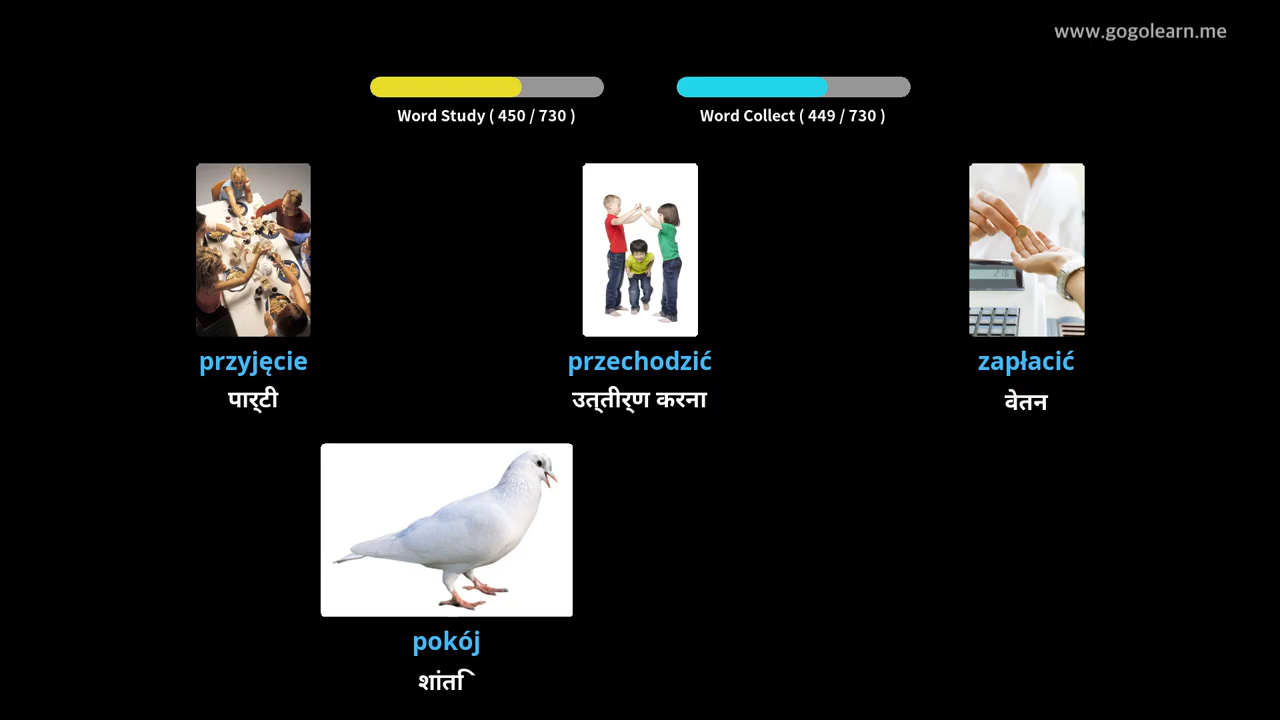 www.gogolearn.me
Word Study ( 450 / 730 )
Word Collect ( 449 / 730 )
przyjęcie
पार्टी
przechodzić
उत्तीर्ण करना
zapłacić
वेतन
pokój
शांति